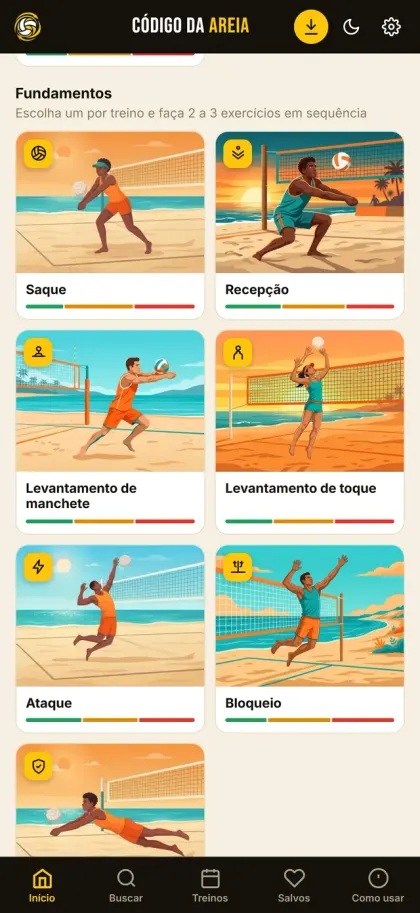 CÓDIGO DA AREIA
Fundamentos
Escolha um por treino e faça 2 a 3 exercícios em sequência
Saque
Recepção
Levantamento de
manchete
Levantamento de toque
Ataque
Bloqueio
Início
Buscar
Treinos
Salvos
Como usar